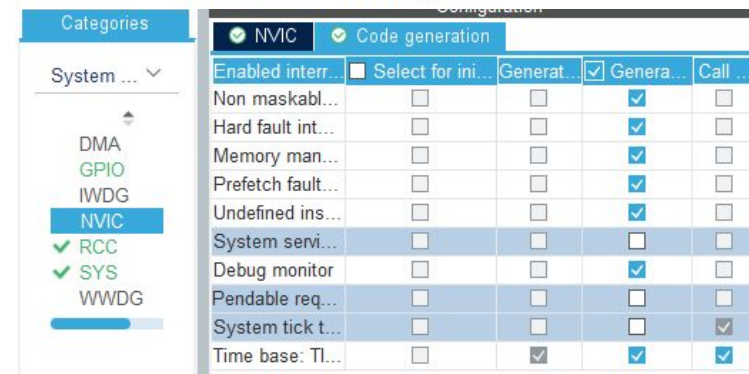 Configuration
Categories
NVIC Code generation
System ...
Enabled interr... Select for ini... Generat... Genera... Call ...
Non maskabl...
Hard fault int...
DMA
Memory man...
GPIO
Prefetch fault...
IWDG
Undefined ins...
NVIC
System servi...
RCC
Debug monitor
SYS
Pendable req...
WWDG
System tick t...
Time base: TI...